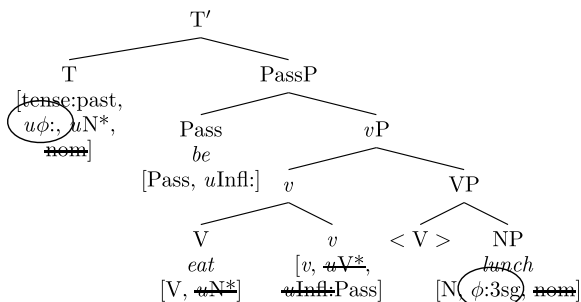 T′
T PassP
[tense:past,
uϕ:, uN*,
nom]
Pass vP
be
[Pass, uInfl:] v VP
V v < V > NP
eat [v, uV*, lunch
[V, uN*] uInfl:Pass] [N ϕ:3sg, nom]